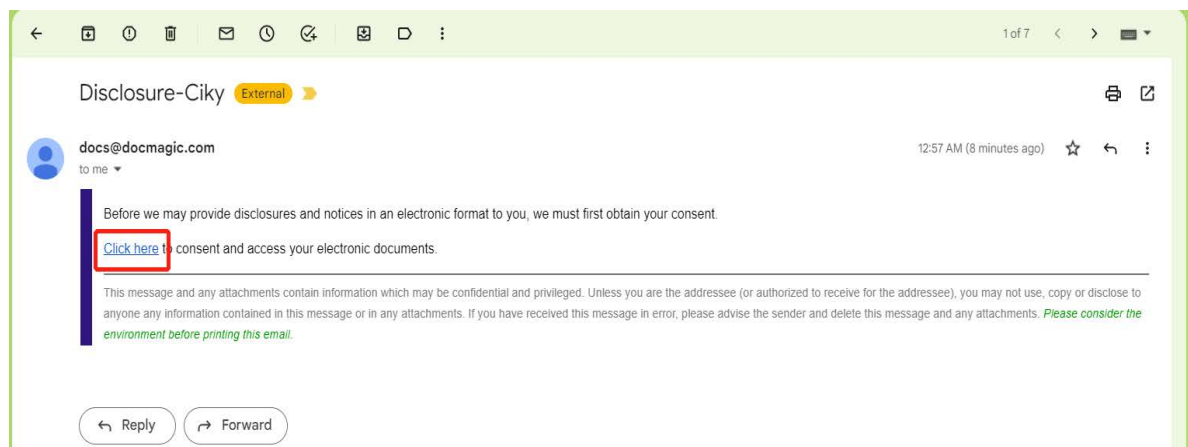 1 of 7
Disclosure-Ciky External
docs@docmagic.com
12:57 AM (8 minutes ago)
to me
Before we may provide disclosures and notices in an electronic format to you, we must first obtain your consent.
Click here to consent and access your electronic documents.
This message and any attachments contain information which may be confidential and privileged. Unless you are the addressee (or authorized to receive for the addressee), you may not use, copy or disclose to
anyone any information contained in this message or in any attachments. If you have received this message in error, please advise the sender and delete this message and any attachments. Please consider the
environment before printing this email.
Reply
Forward